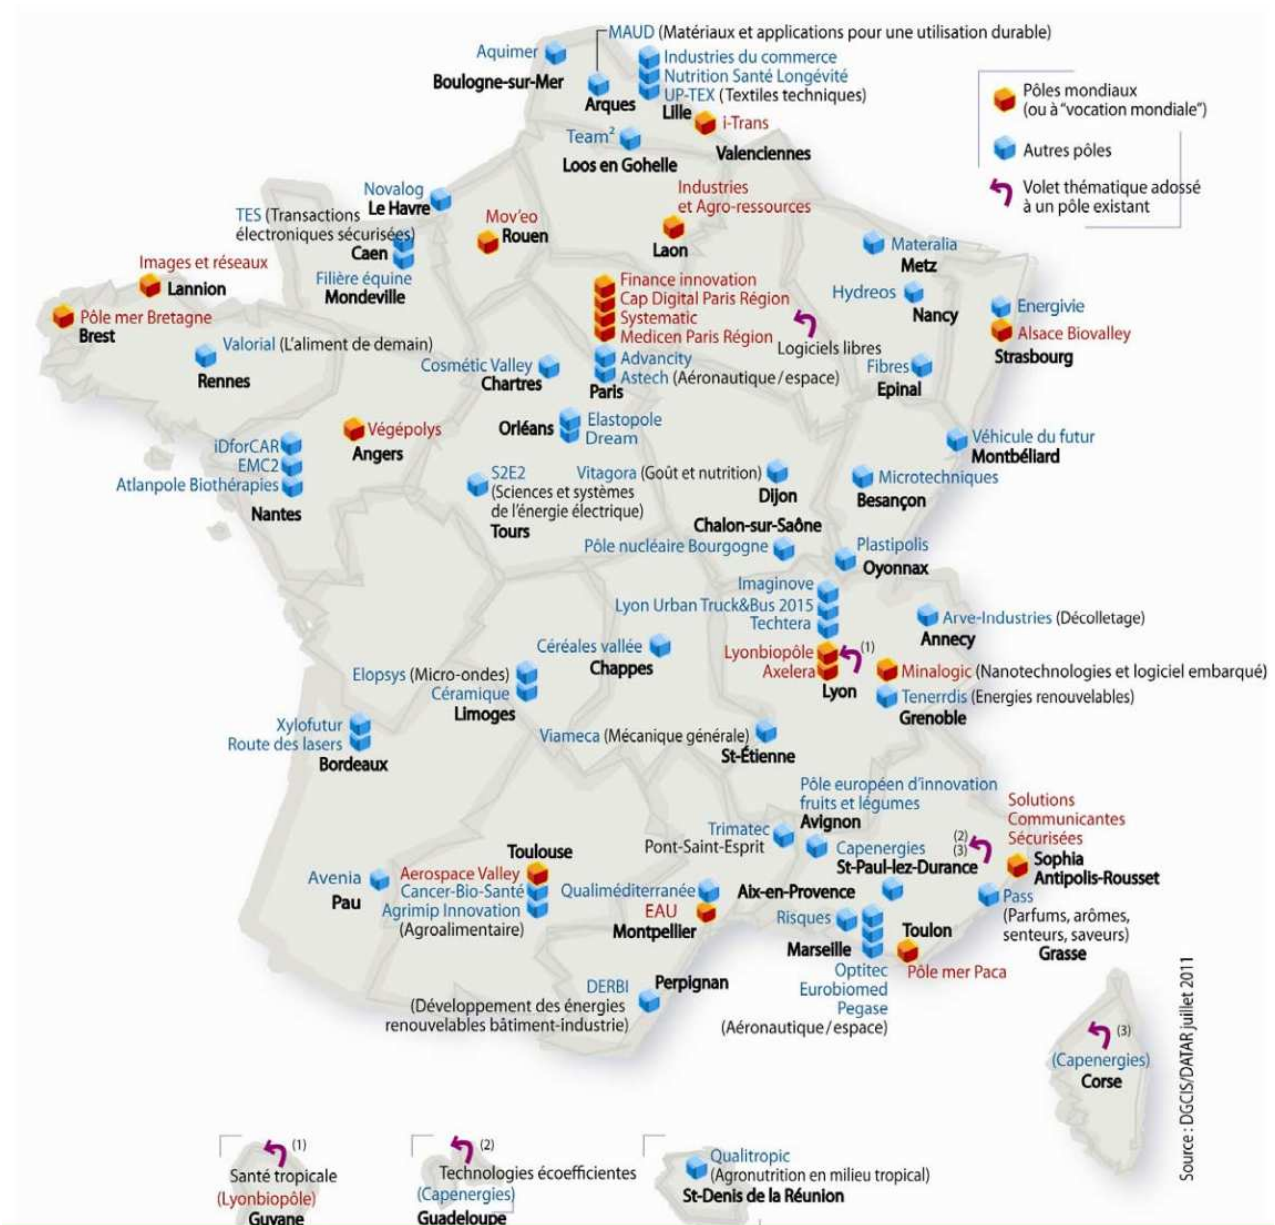 MAUD (Matériaux et applications pour une utilisation durable)
Aquimer
Boulogne-sur-Mer
Arques
Industries du commerce
Nutrition Santé Longévité
UP-TEX (Textiles techniques)
Lille
i-Trans
Valenciennes
Team²
Loos en Gohelle
Pôles mondiaux
(ou à “vocation mondiale”)
Autres pôles
Volet thématique adossé
à un pôle existant
Novalog
Le Havre
TES (Transactions
électroniques sécurisées)
Caen
Filière équine
Mondeville
Mov'eo
Rouen
Industries
et Agro-ressources
Laon
Materalia
Metz
Hydreos
Nancy
Energivie
Alsace Biovalley
Strasbourg
Fibres
Epinal
Images et réseaux
Lannion
Pôle mer Bretagne
Brest
Valorial (L'aliment de demain)
Rennes
Finance innovation
Cap Digital Paris Région
Systematic
Medicen Paris Région
Logiciels libres
Advancity
Astech (Aéronautique/espace)
Paris
Cosmétic Valley
Chartres
Orléans
Elastopole
Dream
Végépolys
Angers
iDforCAR
EMC2
Atlanpole Biothérapies
Nantes
S2E2
(Sciences et systèmes
de l'énergie électrique)
Tours
Vitagora (Goût et nutrition)
Dijon
Véhicule du futur
Montbéliard
Microtechniques
Besançon
Chalon-sur-Saône
Pôle nucléaire Bourgogne
Plastipolis
Oyonnax
Imaginove
Lyon Urban Truck&Bus 2015
Techtera
Lyonbiopôle
(1)
Axelera
Lyon
Arve-Industries (Décolletage)
Annecy
Minalogic (Nanotechnologies et logiciel embarqué)
Tenerrdis (Energies renouvelables)
Grenoble
Céréales vallée
Chappes
Elopsys (Micro-ondes)
Céramique
Limoges
Xylofutur
Route des lasers
Bordeaux
Viameca (Mécanique générale)
St-Étienne
Pôle européen d'innovation
fruits et légumes
Avignon
Trimatec
Pont-Saint-Esprit
Capenergies
(2)
(3)
St-Paul-lez-Durance
Solutions
Communicantes
Sécurisées
Sophia
Antipolis-Rousset
Toulouse
Aerospace Valley
Cancer-Bio-Santé
Agrimip Innovation
(Agroalimentaire)
Avenia
Pau
Qualiméditerranée
EAU
Montpellier
Aix-en-Provence
Risques
Marseille
Optitec
Eurobiomed
Pegase
(Aéronautique/espace)
Toulon
Pôle mer Paca
Pass
(Parfums, arômes,
senteurs, saveurs)
Grasse
DERBI
Perpignan
(Développement des énergies
renouvelables bâtiment-industrie)
(3)
(Capenergies)
Corse
Source : DGCIS/DATAR juillet 2011
(1)
Santé tropicale
(Lyonbiopôle)
Guyane
(2)
Technologies écoefficientes
(Capenergies)
Guadeloupe
Qualitropic
(Agronutrition en milieu tropical)
St-Denis de la Réunion